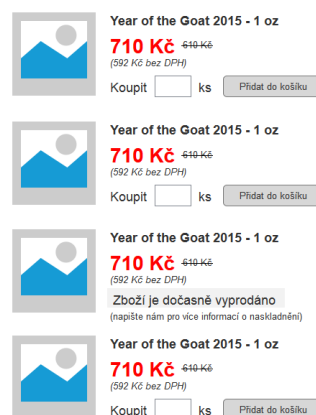 Year of the Goat 2015 - 1 oz
710 Kč 610 Kč
(592 Kč bez DPH)
Koupit ks Přidat do košíku
Year of the Goat 2015 - 1 oz
710 Kč 610 Kč
(592 Kč bez DPH)
Koupit ks Přidat do košíku
Year of the Goat 2015 - 1 oz
710 Kč 610 Kč
(592 Kč bez DPH)
Zboží je dočasně vyprodáno
(napište nám pro více informací o naskladnění)
Year of the Goat 2015 - 1 oz
710 Kč 610 Kč
(592 Kč bez DPH)
Koupit ks Přidat do košíku